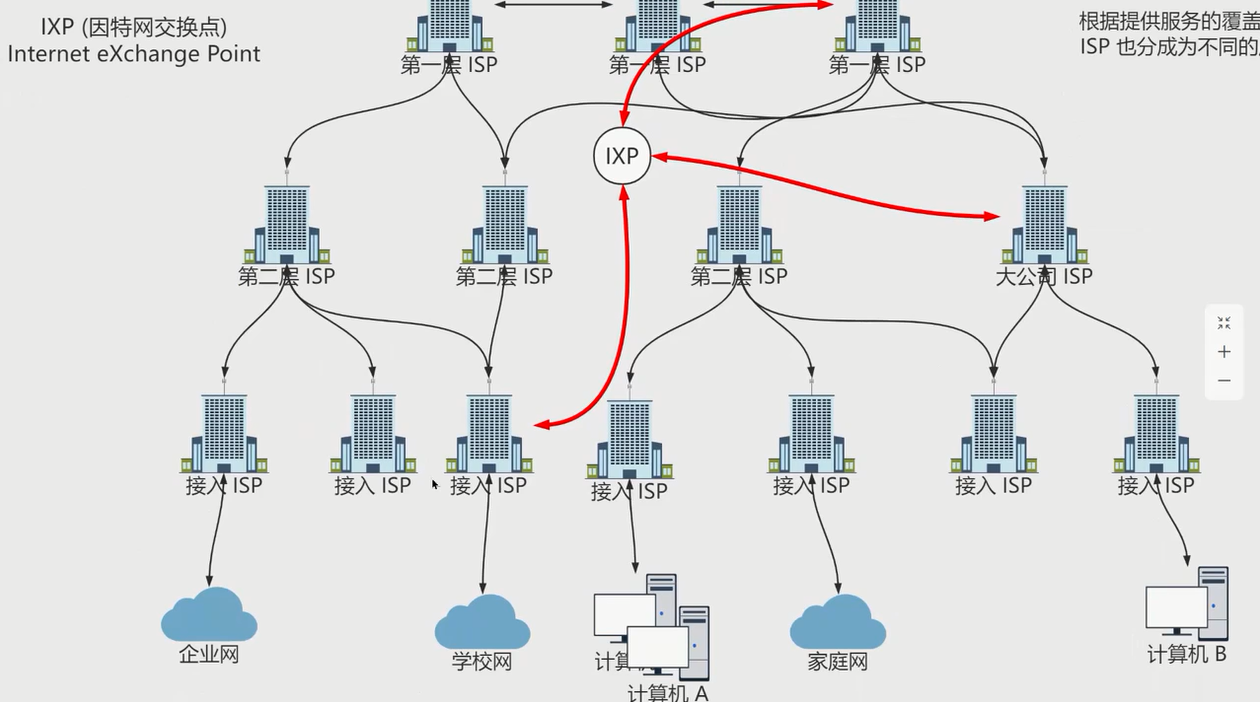 IXP (因特网交换点)
Internet eXchange Point
根据提供服务的覆盖
ISP 也分成为不同的
第一层 ISP
第一层 ISP
第一层 ISP
IXP
第二层 ISP
第二层 ISP
第二层 ISP
大公司 ISP
接入 ISP
接入 ISP
接入 ISP
接入 ISP
接入 ISP
接入 ISP
接入 ISP
企业网
学校网
计算
计算机 A
家庭网
计算机 B